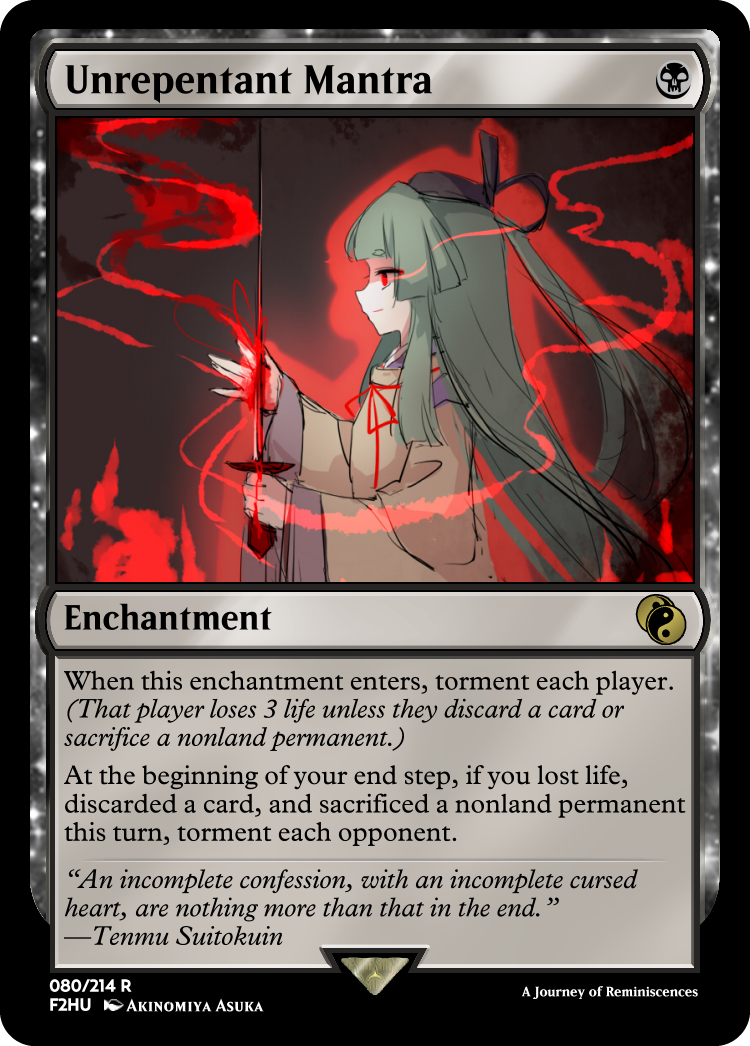 Unrepentant Mantra
Enchantment
When this enchantment enters, torment each player.
(That player loses 3 life unless they discard a card or
sacrifice a nonland permanent.)
At the beginning of your end step, if you lost life,
discarded a card, and sacrificed a nonland permanent
this turn, torment each opponent.
“An incomplete confession, with an incomplete cursed
heart, are nothing more than that in the end.”
—Tenmu Suitokuin
080/214 R
F2HU Akinomiya Asuka
A Journey of Reminiscences